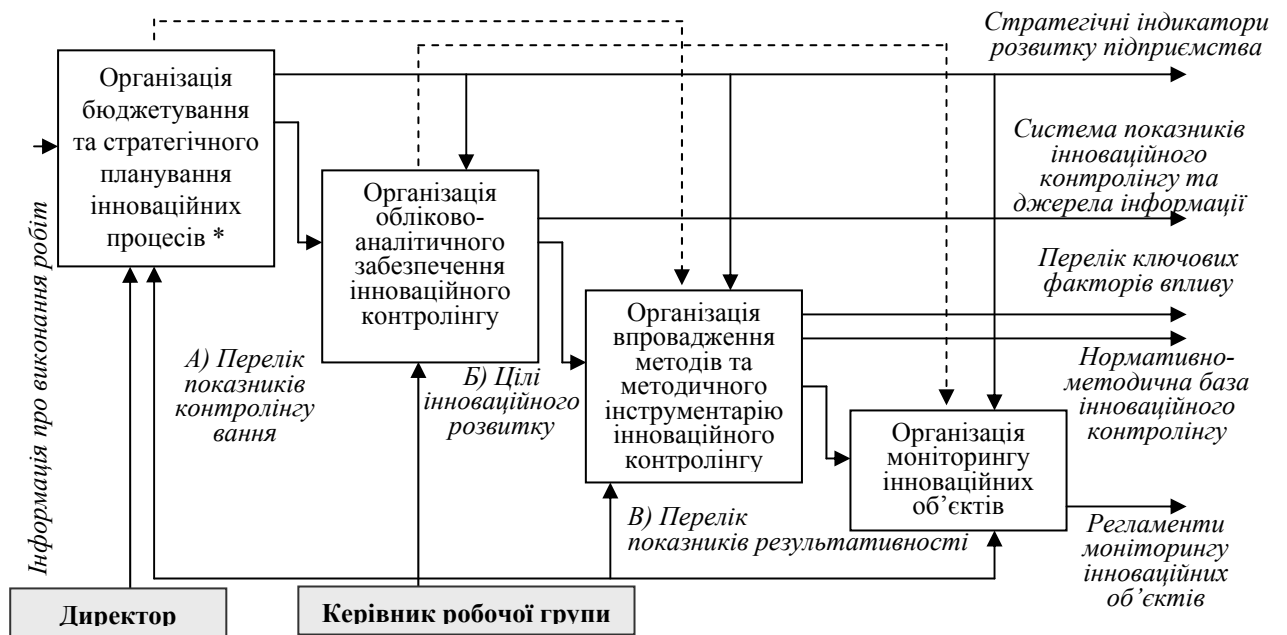 Стратегічні індикатори
розвитку підприємства
Організація
бюджетування
та стратегічного
планування
інноваційних
процесів *
Система показників
інноваційного
контролінгу та
джерела інформації
Організація
обліково-
аналітичного
забезпечення
інноваційного
контролінгу
Перелік ключових
факторів впливу
Організація
впровадження
методів та
методичного
інструментарію
інноваційного
контролінгу
Нормативно-
методична база
інноваційного
контролінгу
А) Перелік
показників
контролінгу
вання
Б) Цілі
інноваційного
розвитку
Організація
моніторингу
інноваційних
об’єктів
В) Перелік
показників результативності
Регламенти
моніторингу
інноваційних
об’єктів
Інформація про виконання робіт
Директор
Керівник робочої групи